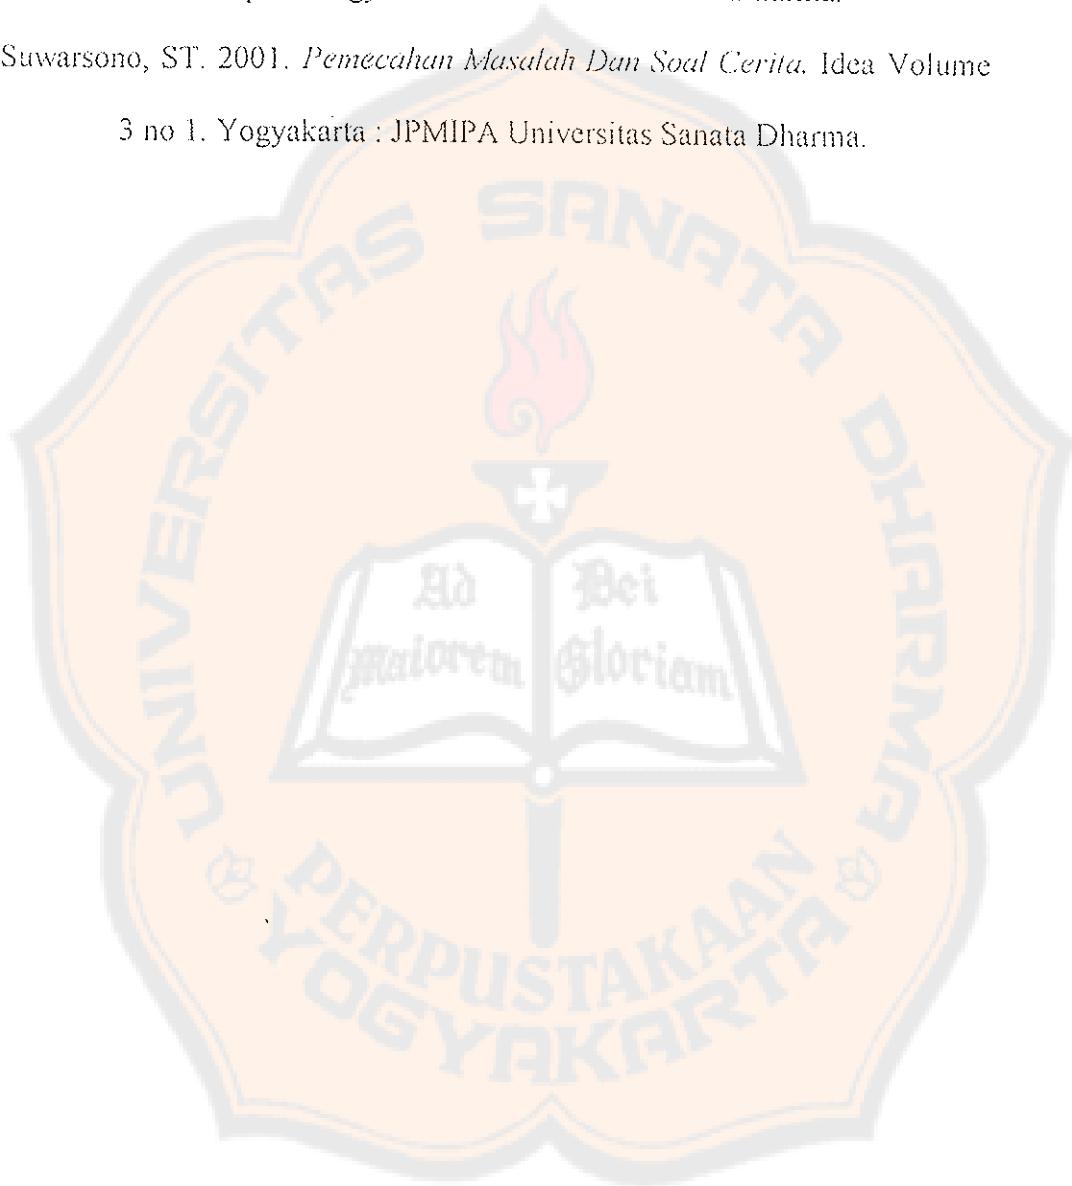 Suwarsono, ST. 2001. Pemecahan Masalah Dan Soal Cerita. Idea Volume
3 no 1. Yogyakarta : JPMIPA Universitas Sanata Dharma.
UNIVERSITAS SANATA DHARMA
Ad
Dei
maiorem
Gloriam
PERPUSTAKAAN
YOGYAKARTA